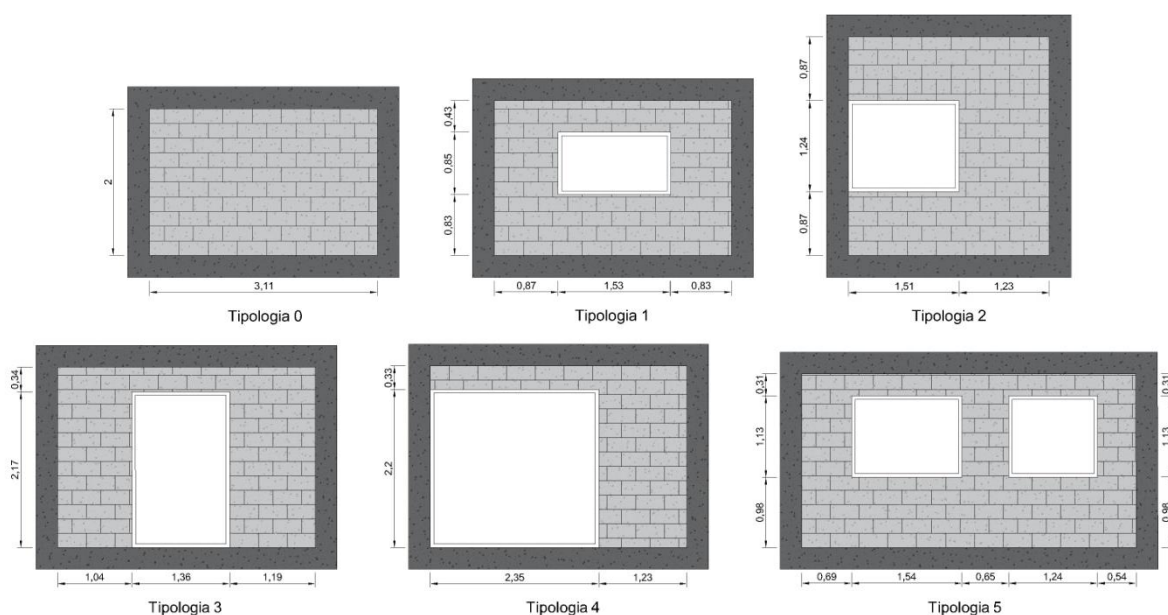 2
3,11
Tipologia 0
0,43
0,85
0,83
0,87 1,53 0,83
Tipologia 1
0,87
1,24
0,87
1,51 1,23
Tipologia 2
0,34
2,17
1,04 1,36 1,19
Tipologia 3
0,33
2,2
2,35 1,23
Tipologia 4
0,31
1,13
0,98
0,31
1,13
0,98
0,69 1,54 0,65 1,24 0,54
Tipologia 5